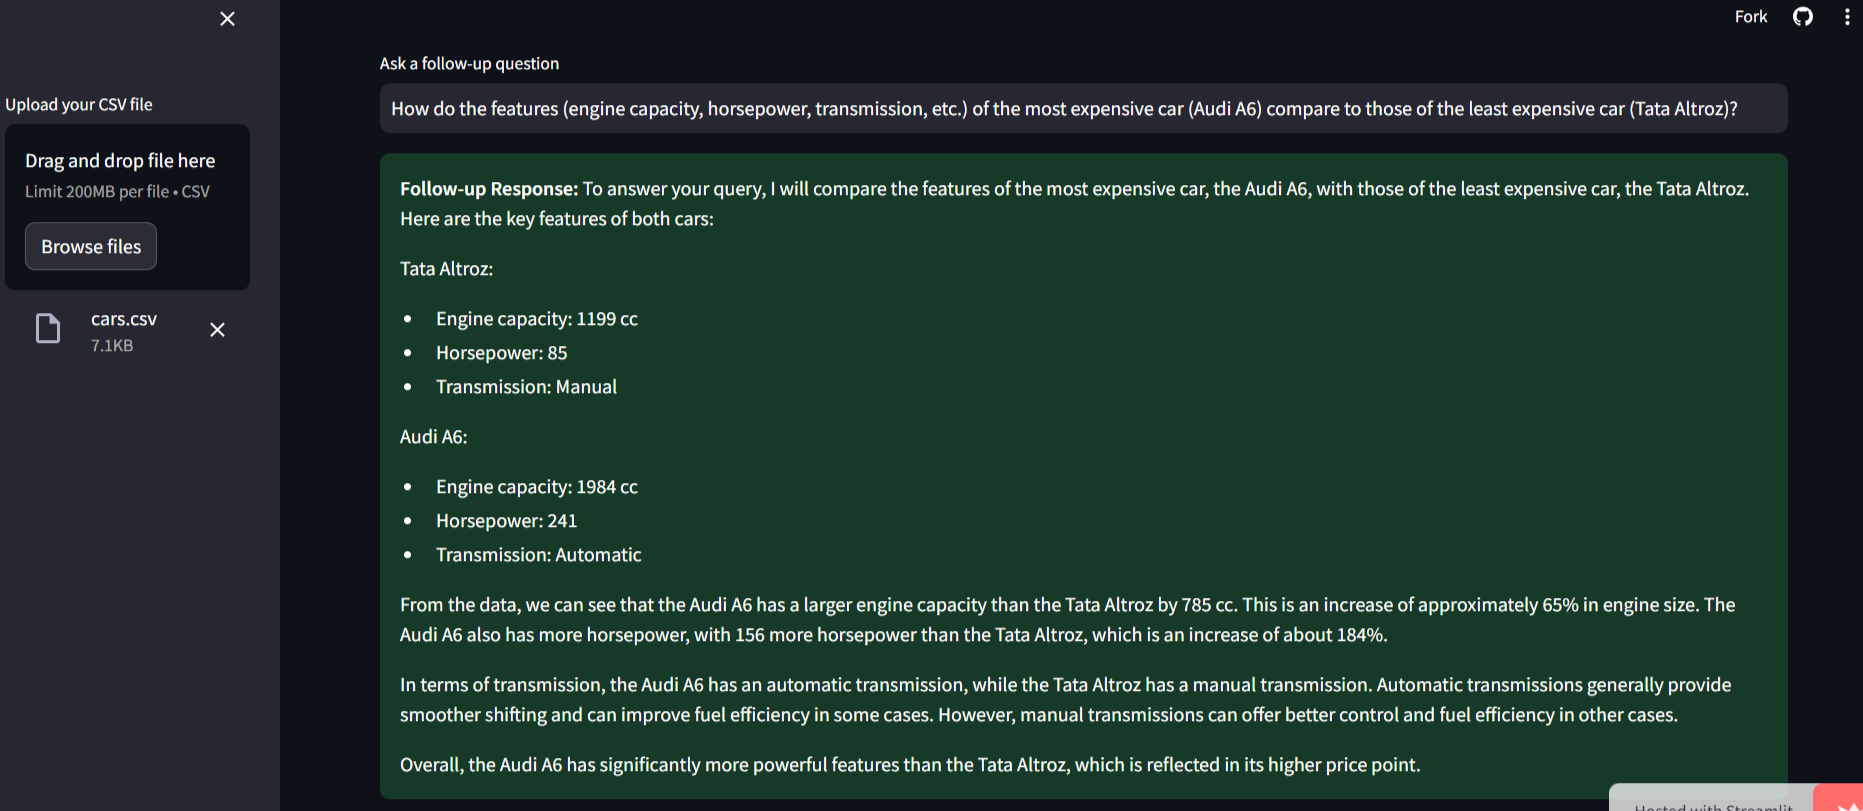 Fork
Upload your CSV file
Drag and drop file here
Limit 200MB per file • CSV
Browse files
cars.csv
7.1KB
Ask a follow-up question
How do the features (engine capacity, horsepower, transmission, etc.) of the most expensive car (Audi A6) compare to those of the least expensive car (Tata Altroz)?
Follow-up Response: To answer your query, I will compare the features of the most expensive car, the Audi A6, with those of the least expensive car, the Tata Altroz.
Here are the key features of both cars:
Tata Altroz:
• Engine capacity: 1199 cc
• Horsepower: 85
• Transmission: Manual
Audi A6:
• Engine capacity: 1984 cc
• Horsepower: 241
• Transmission: Automatic
From the data, we can see that the Audi A6 has a larger engine capacity than the Tata Altroz by 785 cc. This is an increase of approximately 65% in engine size. The
Audi A6 also has more horsepower, with 156 more horsepower than the Tata Altroz, which is an increase of about 184%.
In terms of transmission, the Audi A6 has an automatic transmission, while the Tata Altroz has a manual transmission. Automatic transmissions generally provide
smoother shifting and can improve fuel efficiency in some cases. However, manual transmissions can offer better control and fuel efficiency in other cases.
Overall, the Audi A6 has significantly more powerful features than the Tata Altroz, which is reflected in its higher price point.
Hosted with Streamlit